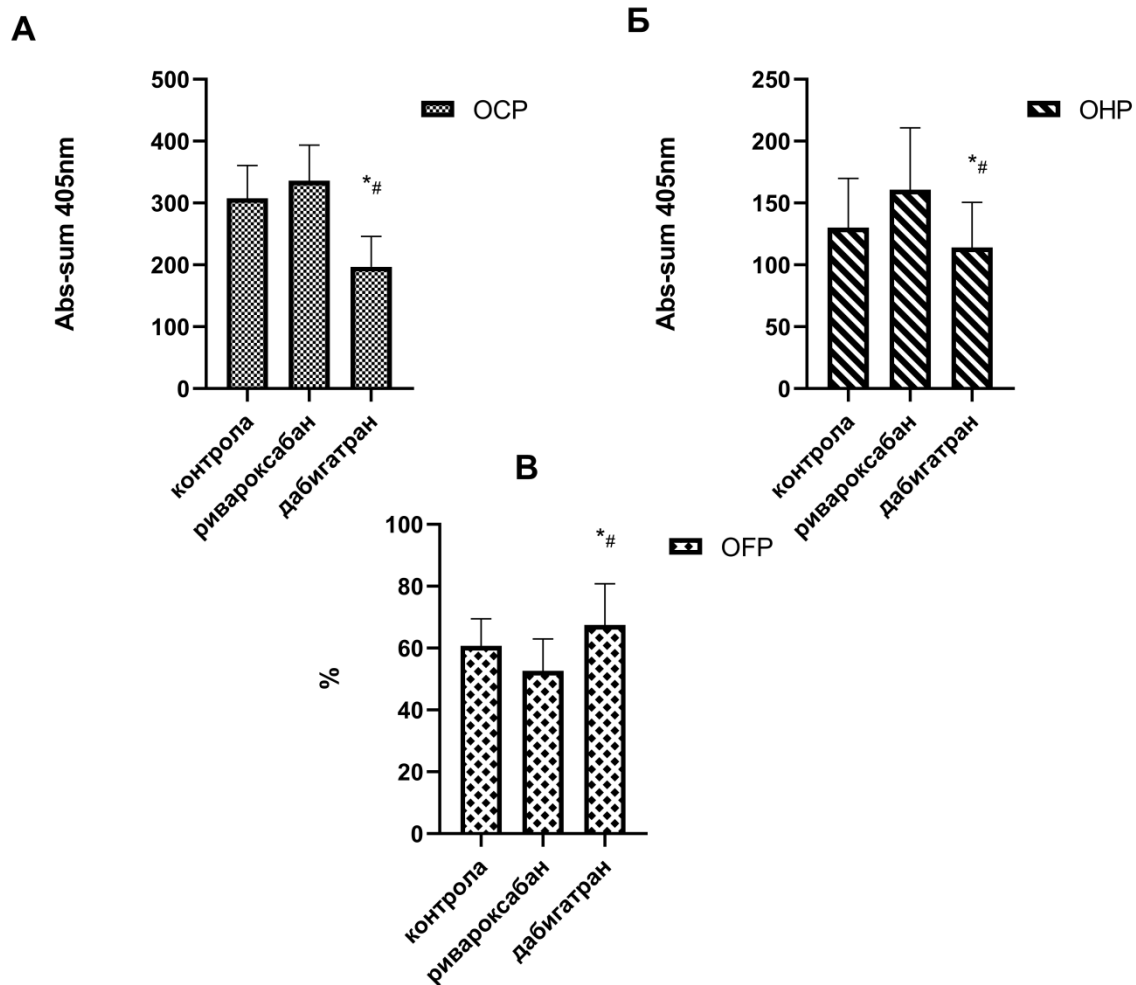 А
Abs-sum 405nm
500
400
300
200
100
0
*#
OCP
контрола
ривароксабан
дабигатран
Б
Abs-sum 405nm
250
200
150
100
50
0
*#
OHP
контрола
ривароксабан
дабигатран
В
%
100
80
60
40
20
0
*#
OFP
контрола
ривароксабан
дабигатран